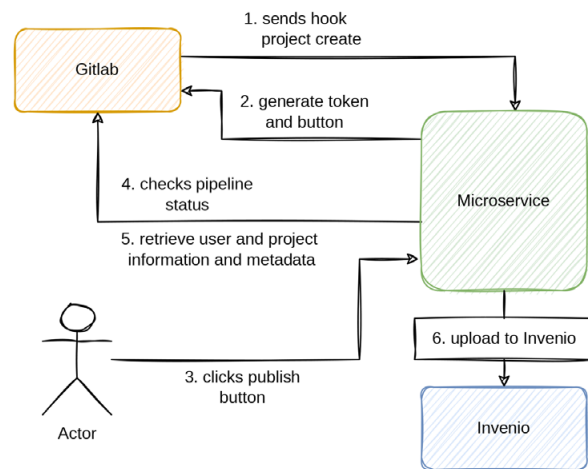 1. sends hook
project create
Gitlab
2. generate token
and button
Microservice
4. checks pipeline
status
5. retrieve user and project
information and metadata
6. upload to Invenio
3. clicks publish
button
Actor
Invenio